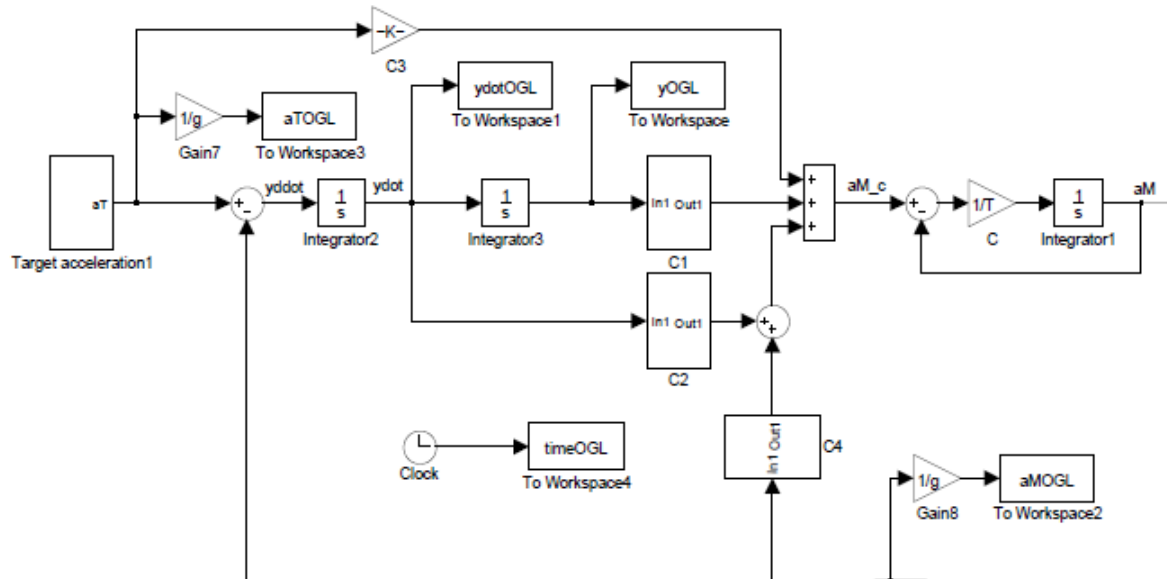 -K-
C3
ydotOGL
To Workspace1
yOGL
To Workspace
1/g
Gain7
aTOGL
To Workspace3
aT
Target acceleration1
+
-
yddot
1
s
Integrator2
ydot
1
s
Integrator3
In1 Out1
C1
+
+
+
aM_c
+
-
1/T
C
1
s
Integrator1
aM
In1 Out1
C2
+
+
In1 Out1
C4
Clock
timeOGL
To Workspace4
1/g
Gain8
aMOGL
To Workspace2